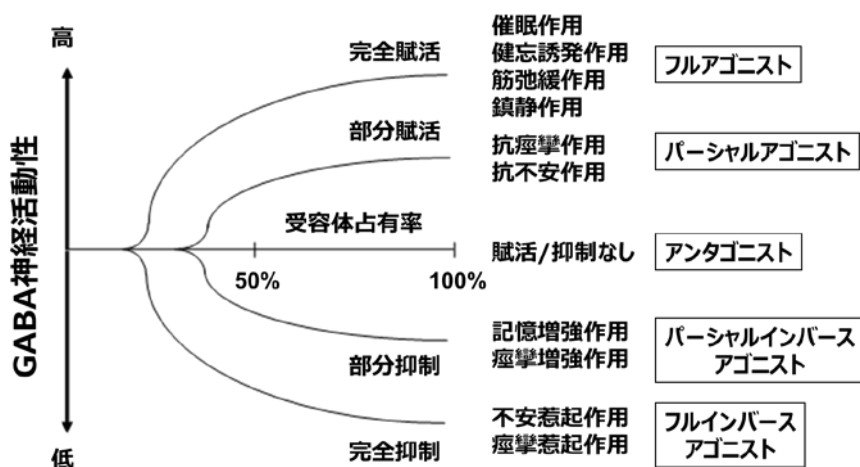 高
GABA神経活動性
低
完全賦活
部分賦活
受容体占有率
50%
100%
部分抑制
完全抑制
催眠作用
健忘誘発作用
筋弛緩作用
鎮静作用
フルアゴニスト
抗痙攣作用
抗不安作用
パーシャルアゴニスト
賦活/抑制なし
アンタゴニスト
記憶増強作用
痙攣増強作用
パーシャルインバース
アゴニスト
不安惹起作用
痙攣惹起作用
フルインバース
アゴニスト